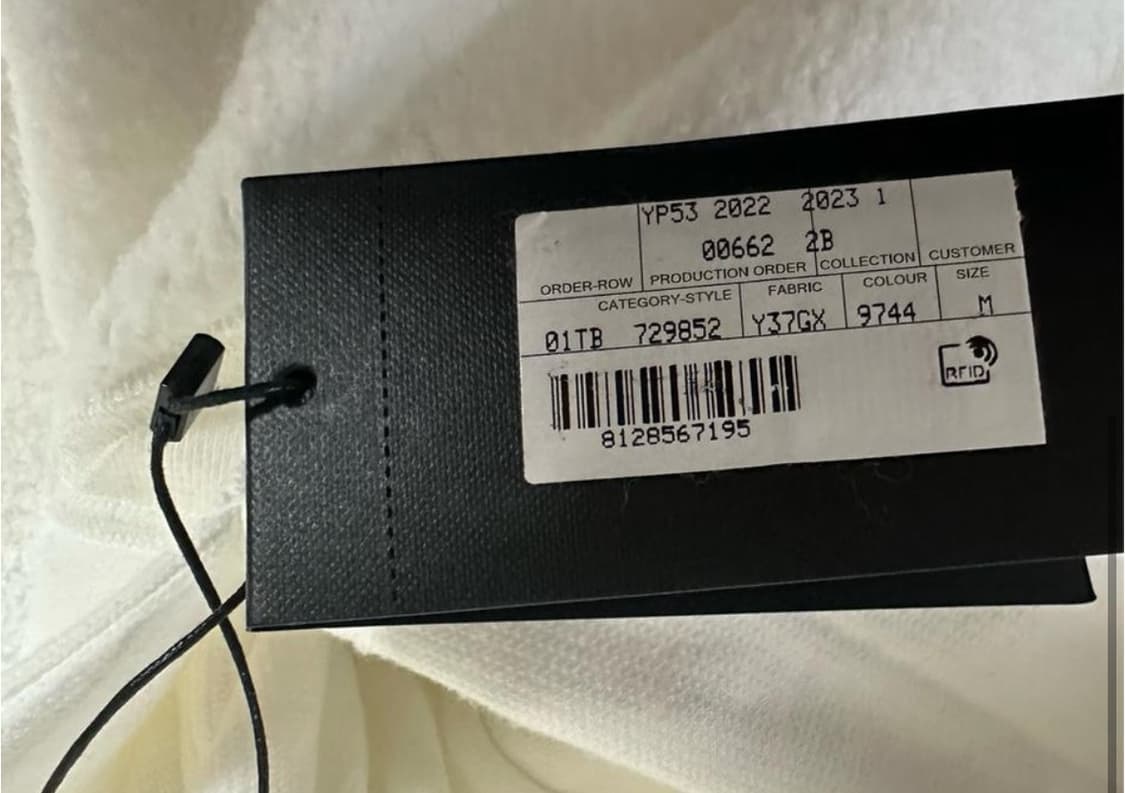 YP53 2022 2023 1
00662 2B
ORDER-ROW PRODUCTION ORDER COLLECTION CUSTOMER
CATEGORY-STYLE FABRIC COLOUR SIZE
01TB 729852 Y37GX 9744 M
RFID
8128567195